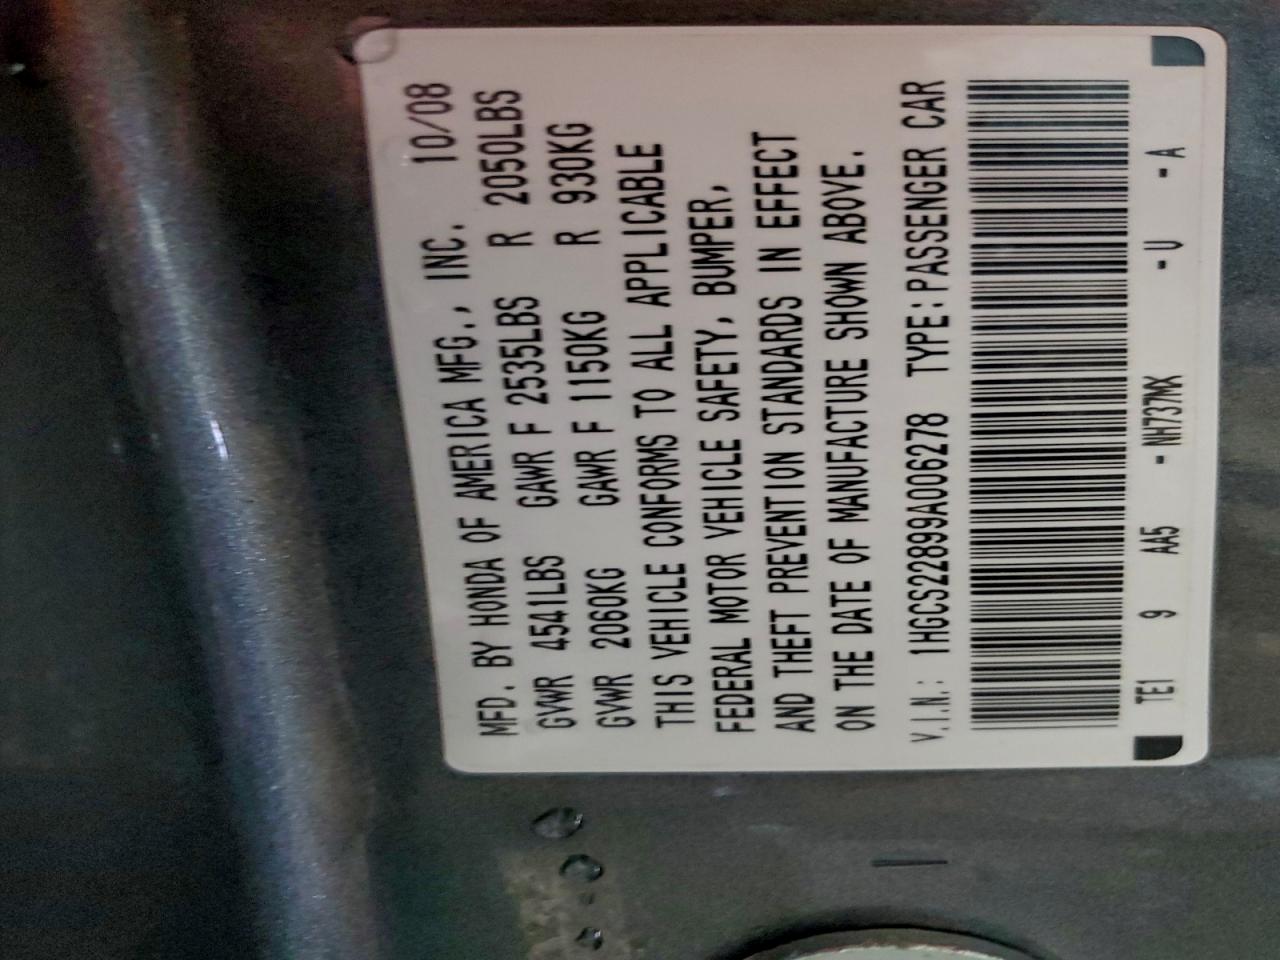 MFD. BY HONDA OF AMERICA MFG., INC. 10/08
GVWR 4541LBS GAWR F 2535LBS R 2050LBS
GVWR 2060KG GAWR F 1150KG R 930KG
THIS VEHICLE CONFORMS TO ALL APPLICABLE
FEDERAL MOTOR VEHICLE SAFETY, BUMPER,
AND THEFT PREVENTION STANDARDS IN EFFECT
ON THE DATE OF MANUFACTURE SHOWN ABOVE.
V.I.N.: 1HGCS22899A006278 TYPE: PASSENGER CAR
TE1 9 AA5 -NH737MX -U -A